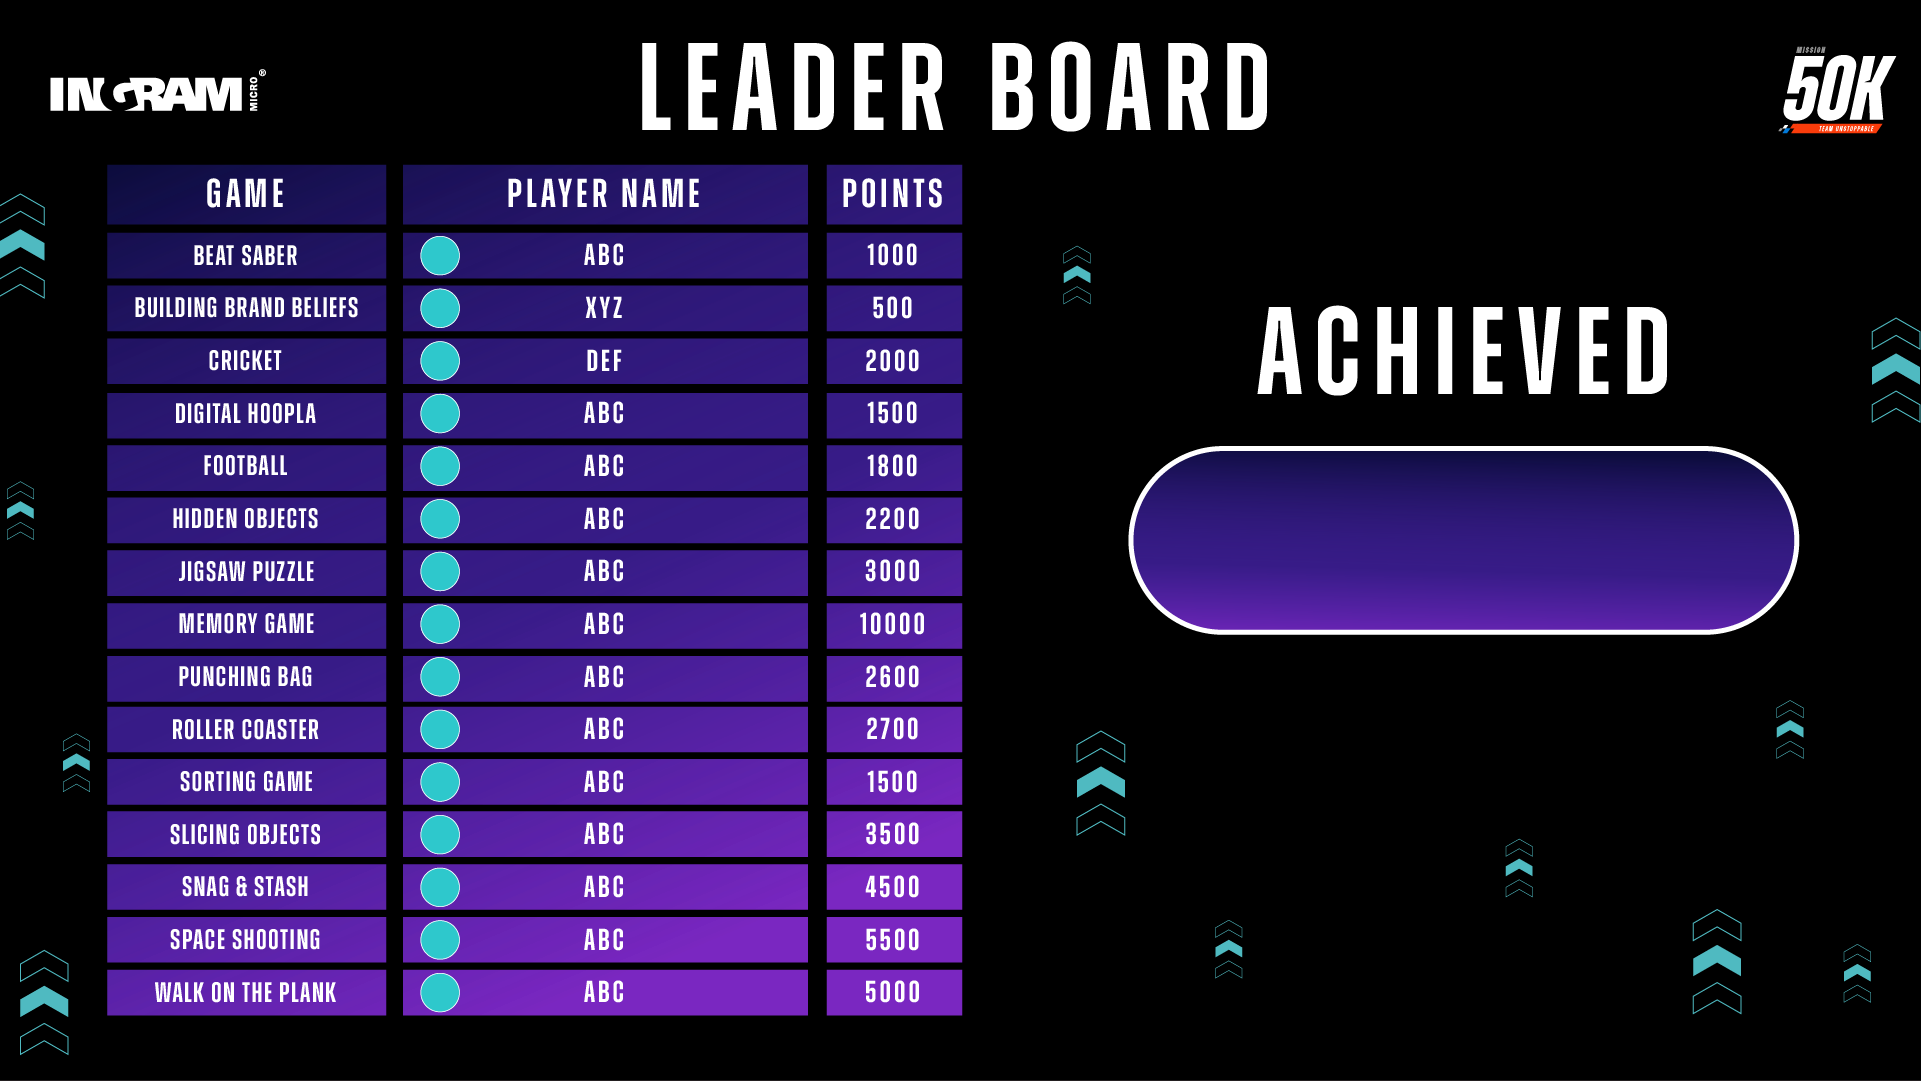 INGRAM MICRO®
LEADER BOARD
MISSION
50K
TEAM UNSTOPPABLE
GAME PLAYER NAME POINTS
BEAT SABER ABC 1000
BUILDING BRAND BELIEFS XYZ 500
CRICKET DEF 2000
DIGITAL HOOPLA ABC 1500
FOOTBALL ABC 1800
HIDDEN OBJECTS ABC 2200
JIGSAW PUZZLE ABC 3000
MEMORY GAME ABC 10000
PUNCHING BAG ABC 2600
ROLLER COASTER ABC 2700
SORTING GAME ABC 1500
SLICING OBJECTS ABC 3500
SNAG & STASH ABC 4500
SPACE SHOOTING ABC 5500
WALK ON THE PLANK ABC 5000
ACHIEVED